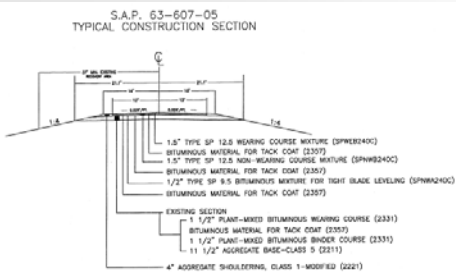 S.A.P. 63-607-05
TYPICAL CONSTRUCTION SECTION
1:4
1.5" TYPE SP 12.5 WEARING COURSE MIXTURE (SPWEB240C)
BITUMINOUS MATERIAL FOR TACK COAT (2357)
1.5" TYPE SP 12.5 NON-WEARING COURSE MIXTURE (SPNWB240C)
BITUMINOUS MATERIAL FOR TACK COAT (2357)
1/2" TYPE SP 9.5 BITUMINOUS MIXTURE FOR TIGHT BLADE LEVELING (SPNWA240C)
BITUMINOUS MATERIAL FOR TACK COAT (2357)
EXISTING SECTION
1 1/2" PLANT-MIXED BITUMINOUS WEARING COURSE (2331)
BITUMINOUS MATERIAL FOR TACK COAT (2357)
1 1/2" PLANT-MIXED BITUMINOUS BINDER COURSE (2331)
11 1/2" AGGREGATE BASE-CLASS 5 (2211)
4" AGGREGATE SHOULDERING, CLASS 1-MODIFIED (2221)